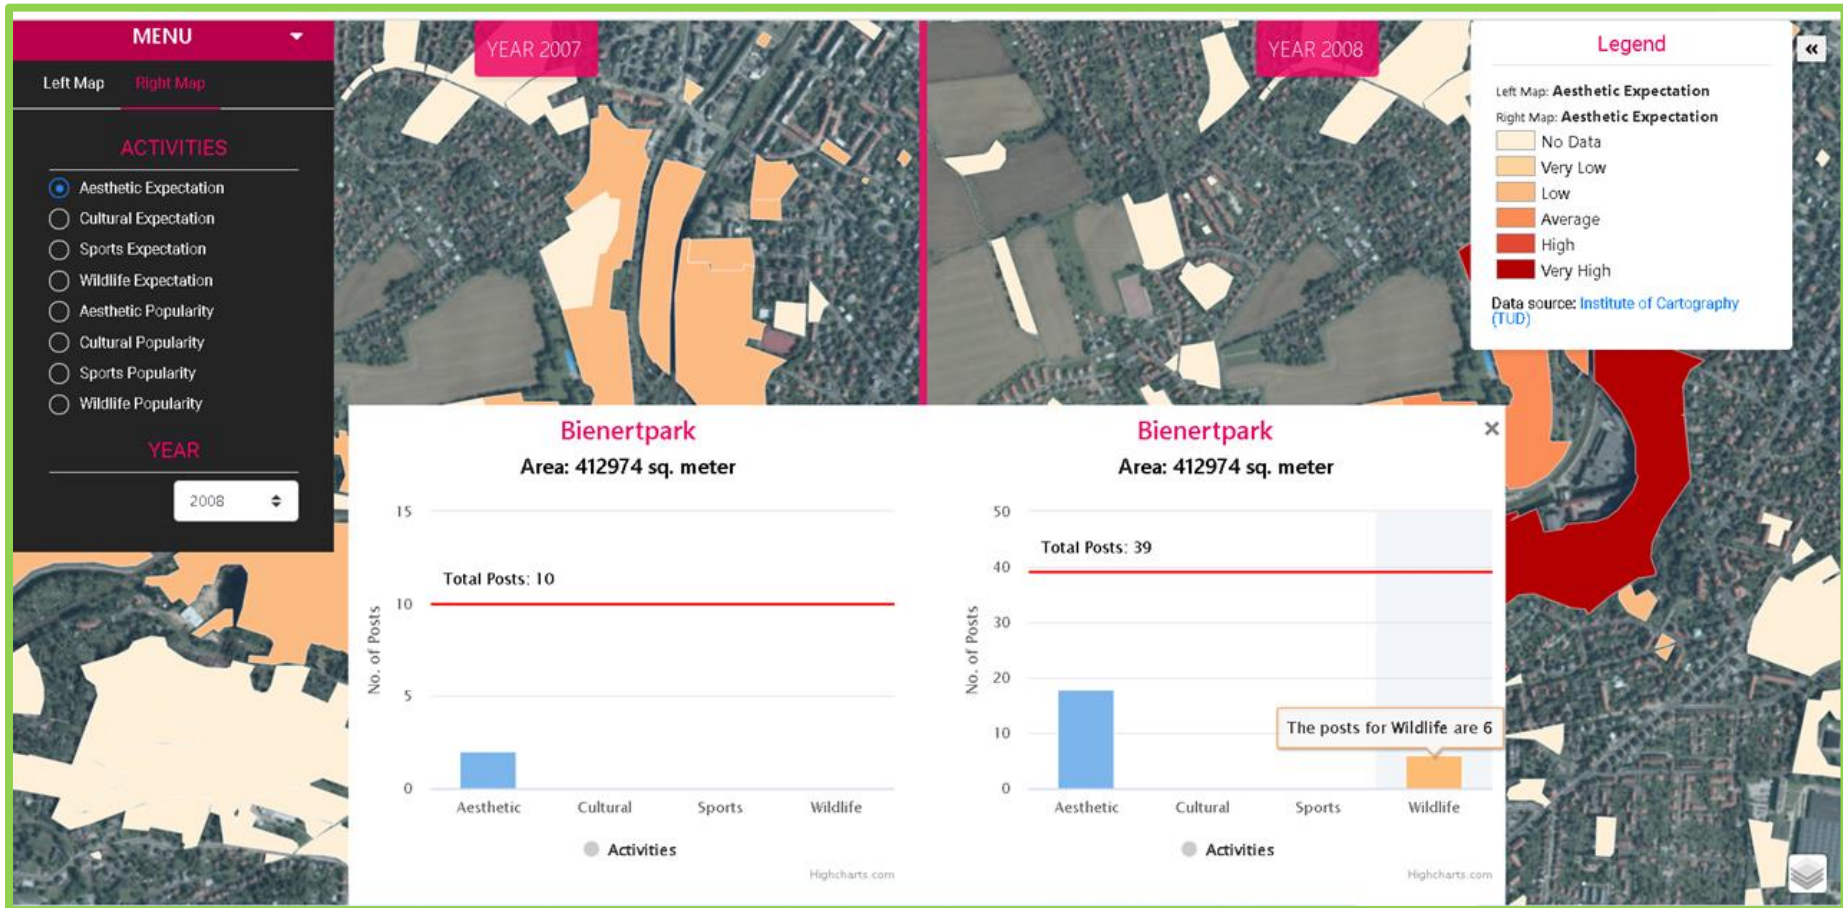 MENU
Left Map
Right Map
ACTIVITIES
Aesthetic Expectation
Cultural Expectation
Sports Expectation
Wildlife Expectation
Aesthetic Popularity
Cultural Popularity
Sports Popularity
Wildlife Popularity
YEAR
2008
YEAR 2007
YEAR 2008
Legend
Left Map: Aesthetic Expectation
Right Map: Aesthetic Expectation
No Data
Very Low
Low
Average
High
Very High
Data source: Institute of Cartography
(TUD)
«
Bienertpark
Area: 412974 sq. meter
15
Total Posts: 10
10
No. of Posts
5
0
Aesthetic
Cultural
Sports
Wildlife
Activities
Highcharts.com
Bienertpark
×
Area: 412974 sq. meter
50
Total Posts: 39
40
30
No. of Posts
20
The posts for Wildlife are 6
10
0
Aesthetic
Cultural
Sports
Wildlife
Activities
Highcharts.com